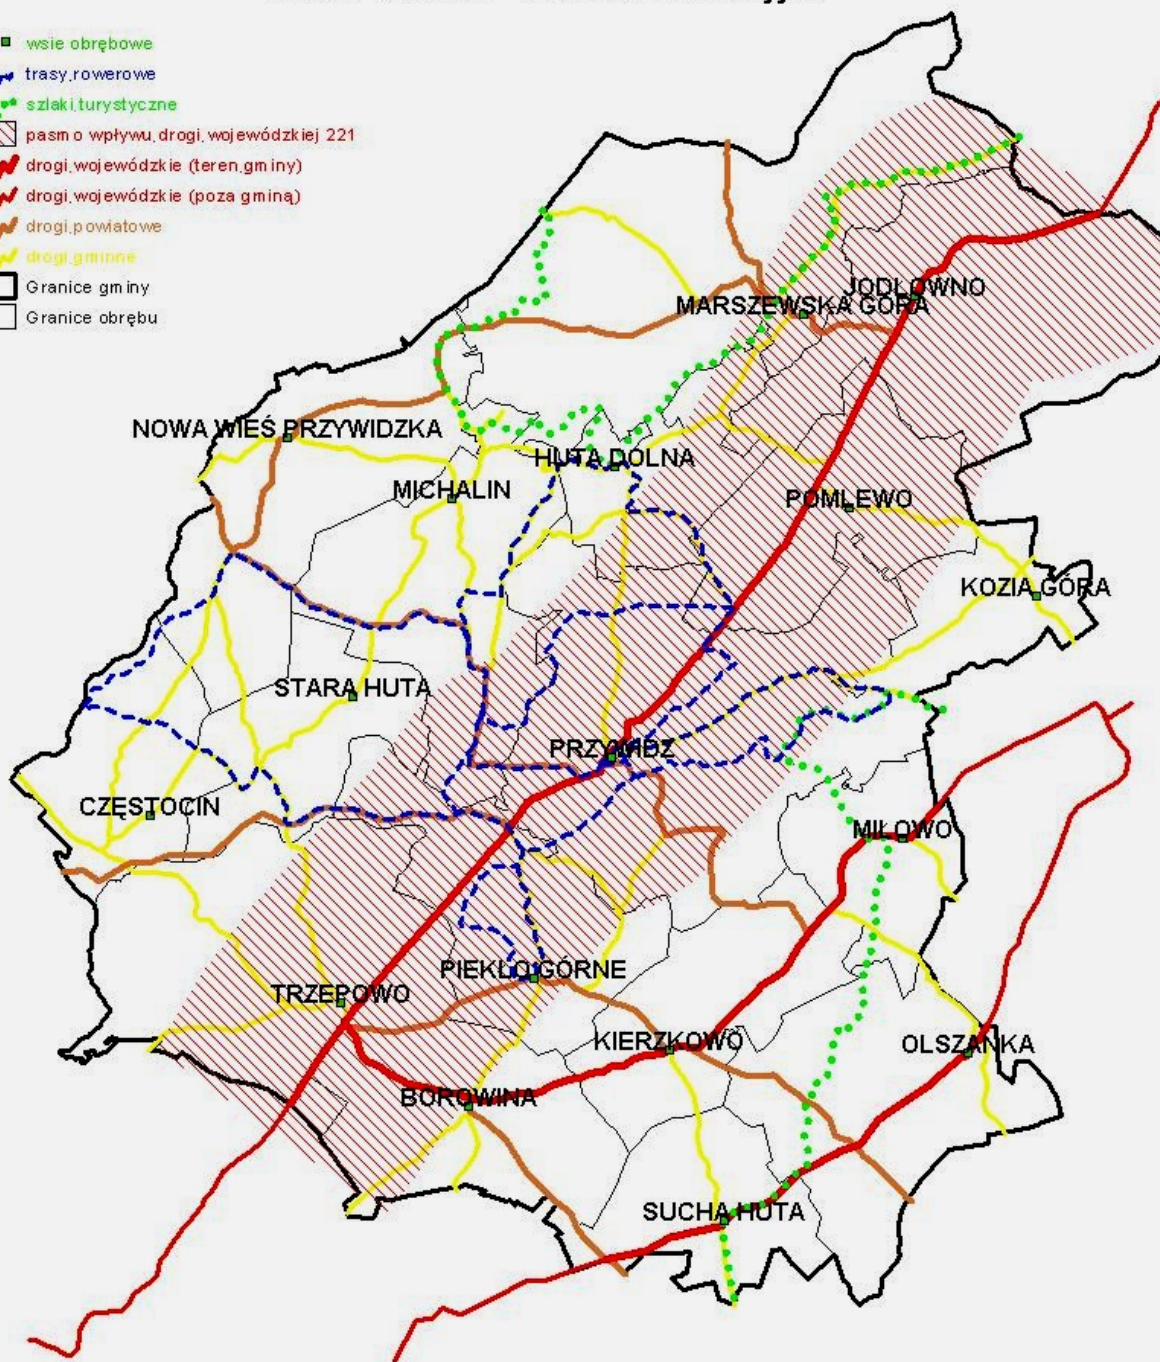 wsie obrębowe
trasy rowerowe
szlaki turystyczne
pasmo wpływu drogi wojewódzkiej 221
drogi wojewódzkie (teren gminy)
drogi wojewódzkie (poza gminą)
drogi powiatowe
drogi gminne
Granice gminy
Granice obrębu
JODŁOWNO
MARSZEWSKA GÓRA
NOWA WIEŚ PRZYWIDZKA
HUTA DOLNA
MICHALIN
POMLEWO
KOZIA GÓRA
STARA HUTA
PRZYWIDZ
CZĘSTOCIN
MIŁOWO
PIEKŁO GÓRNE
TRZEPOWO
KIERZKOWO
OLSZANKA
BOROWINA
SUCHA HUTA